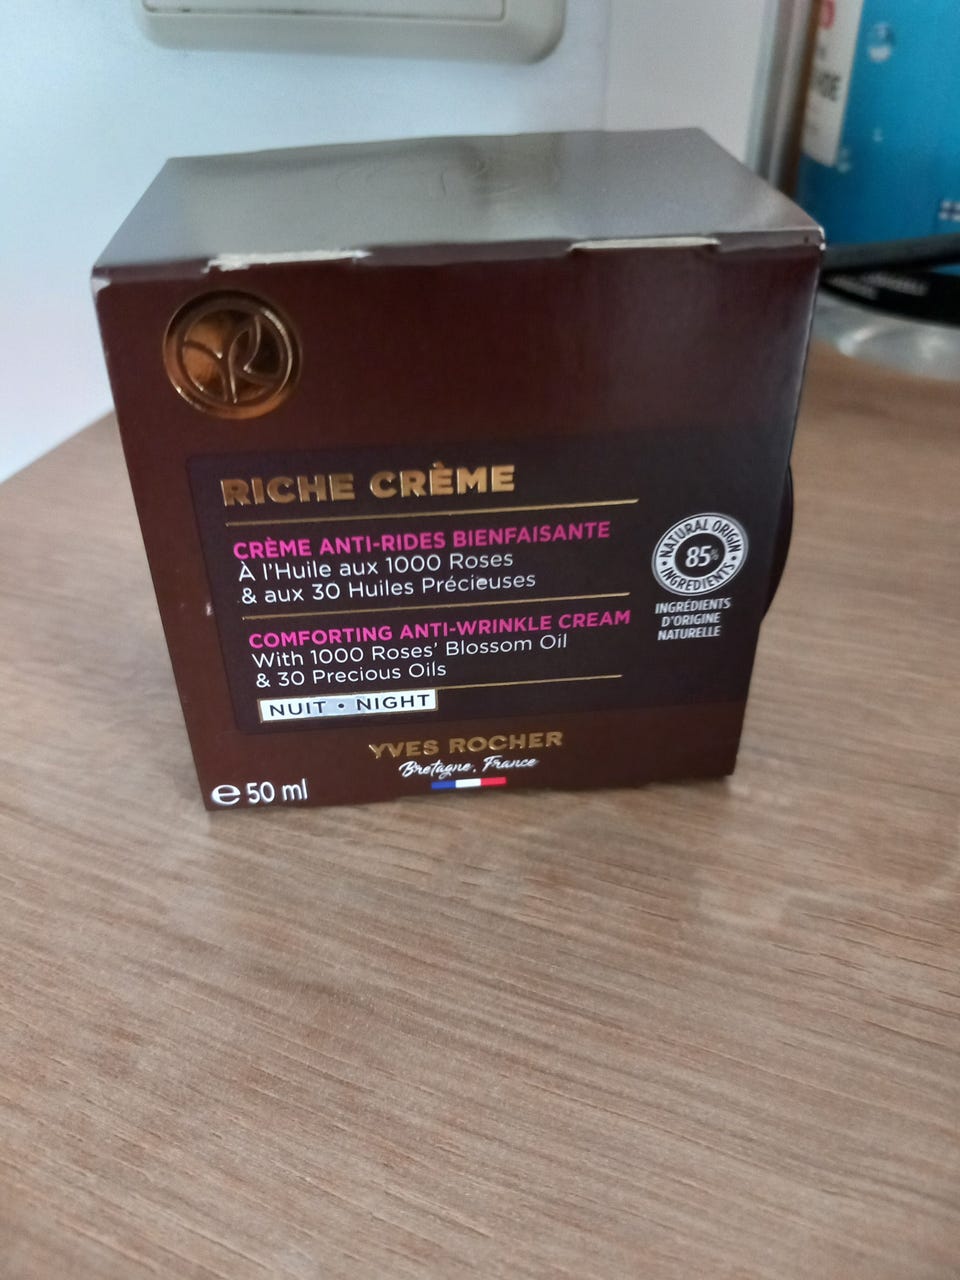 RICHE CRÈME
CRÈME ANTI-RIDES BIENFAISANTE
À l'Huile aux 1000 Roses
& aux 30 Huiles Précieuses
COMFORTING ANTI-WRINKLE CREAM
With 1000 Roses' Blossom Oil
& 30 Precious Oils
NUIT • NIGHT
NATURAL ORIGIN
85%
INGREDIENTS
INGRÉDIENTS
D'ORIGINE
NATURELLE
YVES ROCHER
Bretagne, France
℮ 50 ml